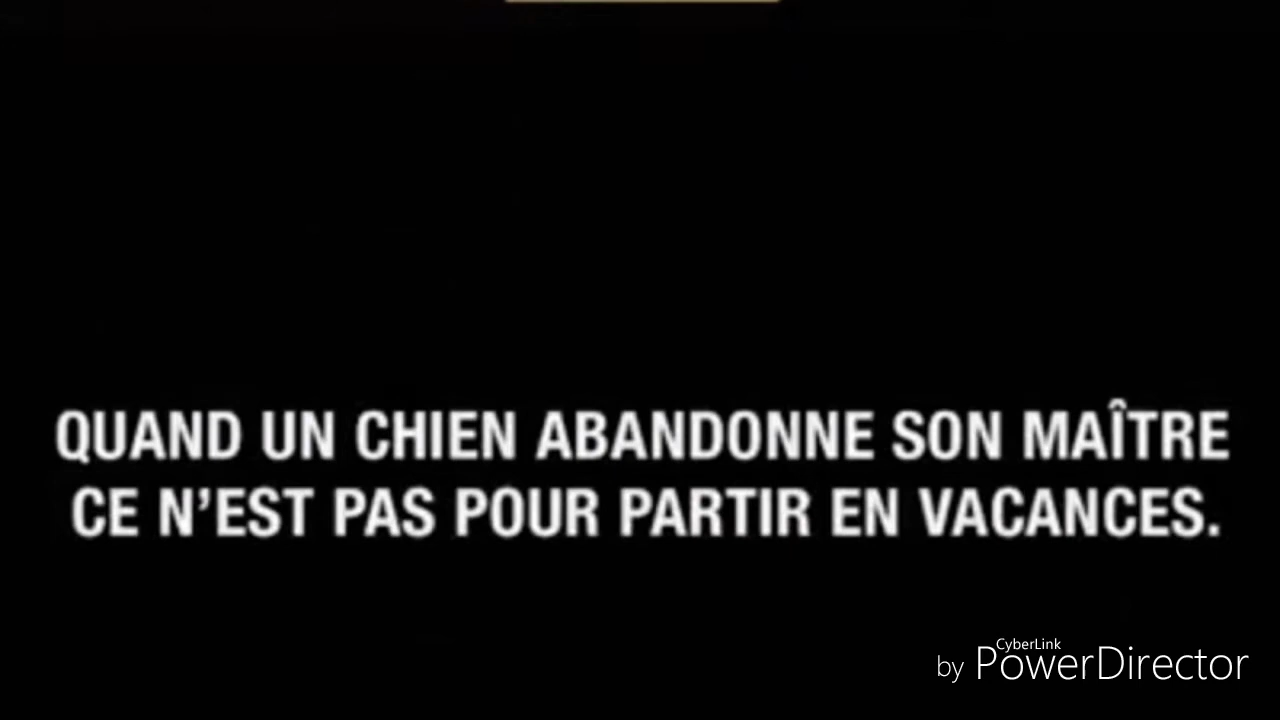 QUAND UN CHIEN ABANDONNE SON MAÎTRE
CE N'EST PAS POUR PARTIR EN VACANCES.
CyberLink
by PowerDirector